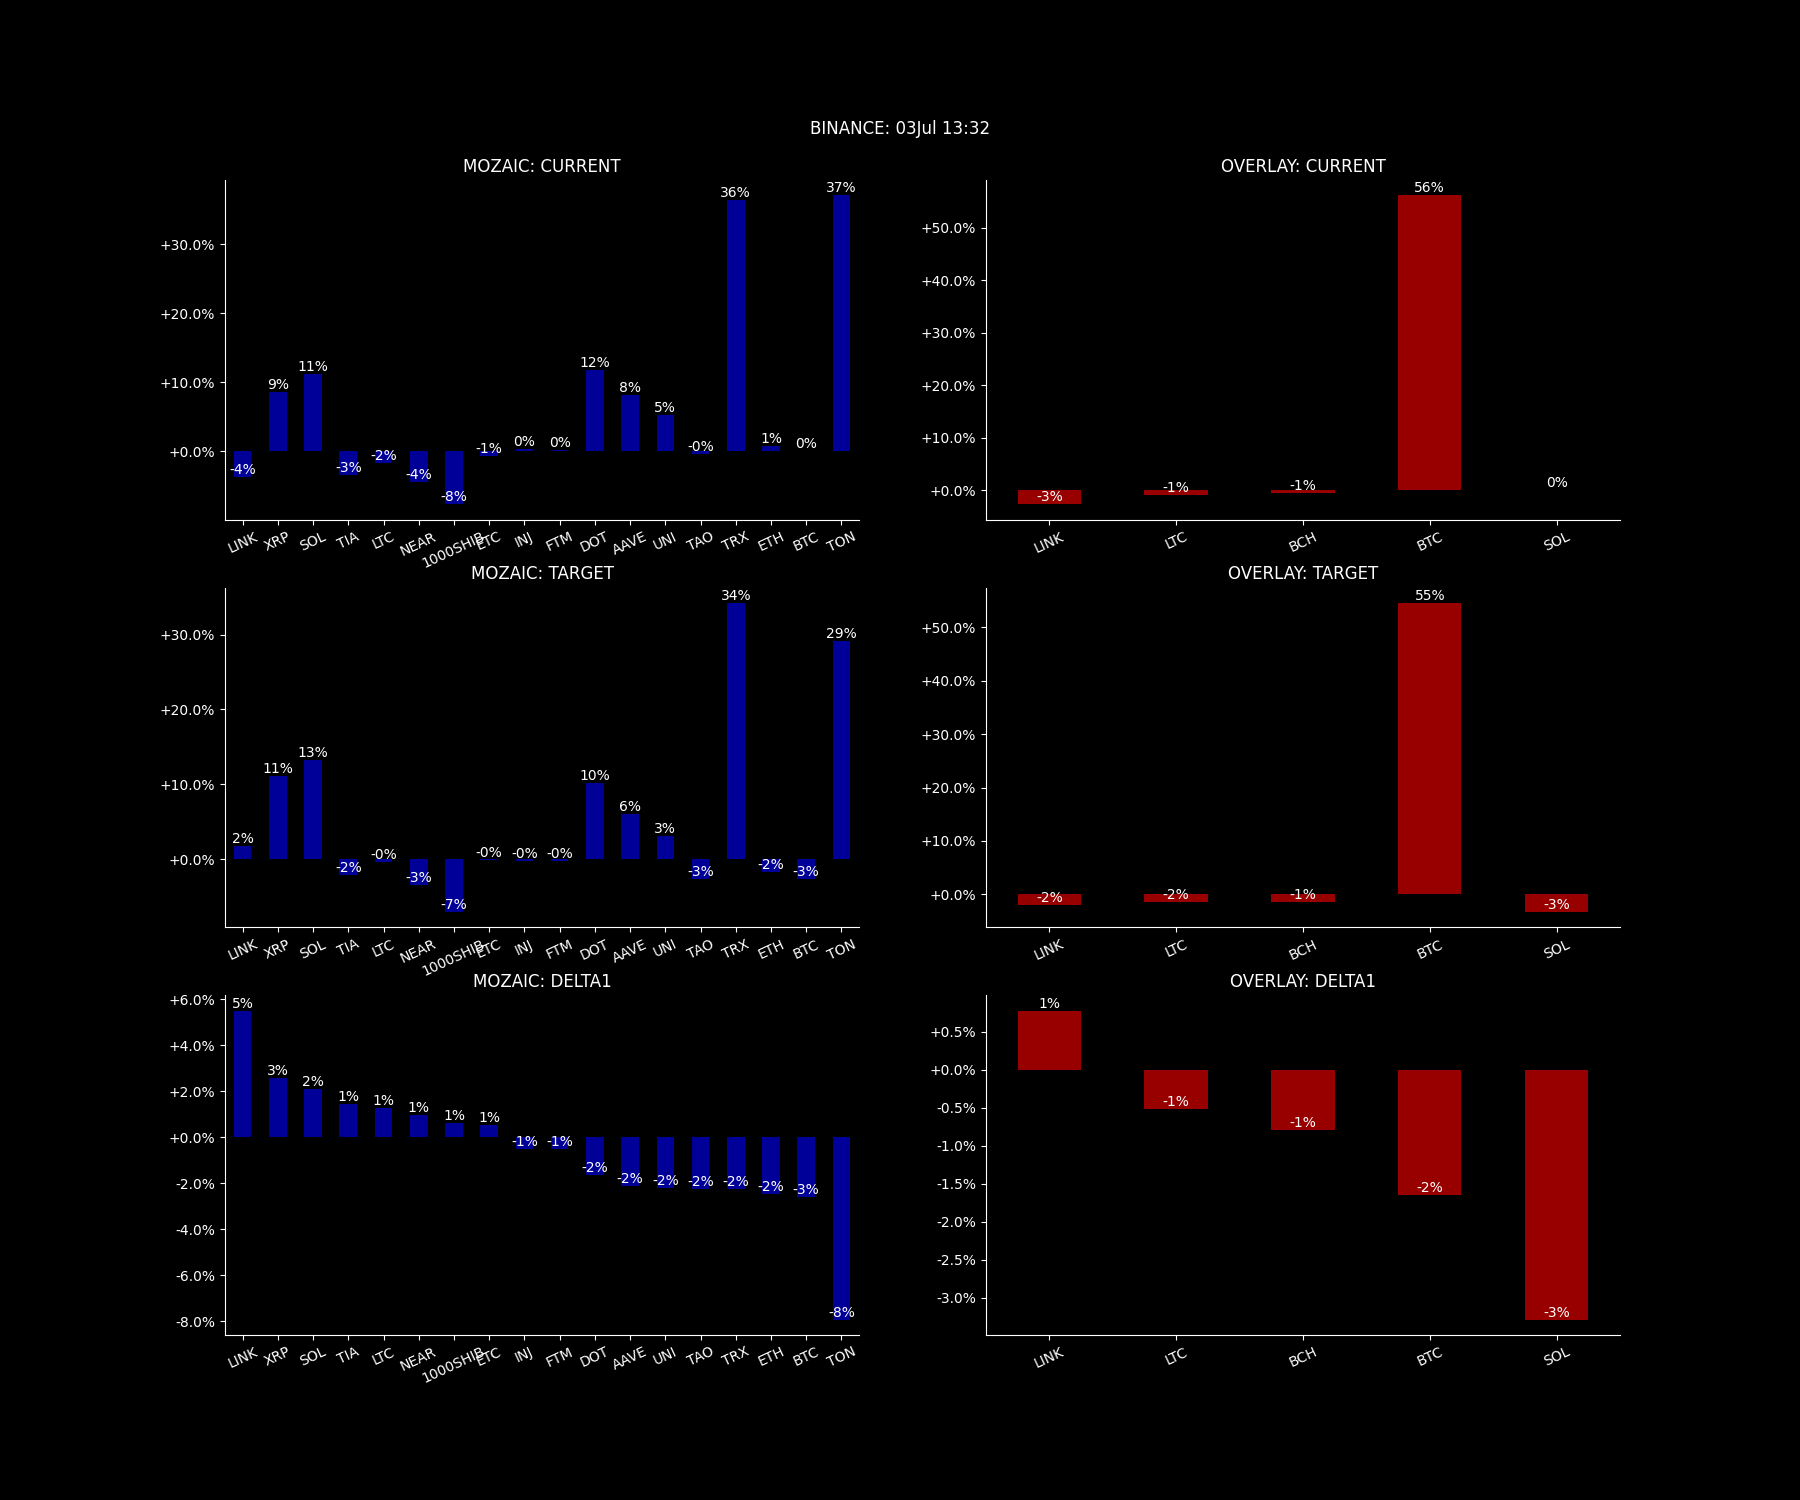 BINANCE: 03Jul 13:32
MOZAIC: CURRENT
+30.0%
+20.0%
+10.0%
+0.0%
-4% 9% 11% -3% -2% -4% -8% -1% 0% 0% 12% 8% 5% -0% 36% 1% 0% 37%
LINK XRP SOL TIA LTC NEAR 1000SHIB ETC INJ FTM DOT AAVE UNI TAO TRX ETH BTC TON
OVERLAY: CURRENT
+50.0%
+40.0%
+30.0%
+20.0%
+10.0%
+0.0%
-3% -1% -1% 56% 0%
LINK LTC BCH BTC SOL
MOZAIC: TARGET
+30.0%
+20.0%
+10.0%
+0.0%
2% 11% 13% -2% -0% -3% -7% -0% -0% -0% 10% 6% 3% -3% 34% -2% -3% 29%
LINK XRP SOL TIA LTC NEAR 1000SHIB ETC INJ FTM DOT AAVE UNI TAO TRX ETH BTC TON
OVERLAY: TARGET
+50.0%
+40.0%
+30.0%
+20.0%
+10.0%
+0.0%
-2% -2% -1% 55% -3%
LINK LTC BCH BTC SOL
MOZAIC: DELTA1
+6.0%
+4.0%
+2.0%
+0.0%
-2.0%
-4.0%
-6.0%
-8.0%
5% 3% 2% 1% 1% 1% 1% 1% -1% -1% -2% -2% -2% -2% -2% -2% -3% -8%
LINK XRP SOL TIA LTC NEAR 1000SHIB ETC INJ FTM DOT AAVE UNI TAO TRX ETH BTC TON
OVERLAY: DELTA1
+0.5%
+0.0%
-0.5%
-1.0%
-1.5%
-2.0%
-2.5%
-3.0%
1% -1% -1% -2% -3%
LINK LTC BCH BTC SOL